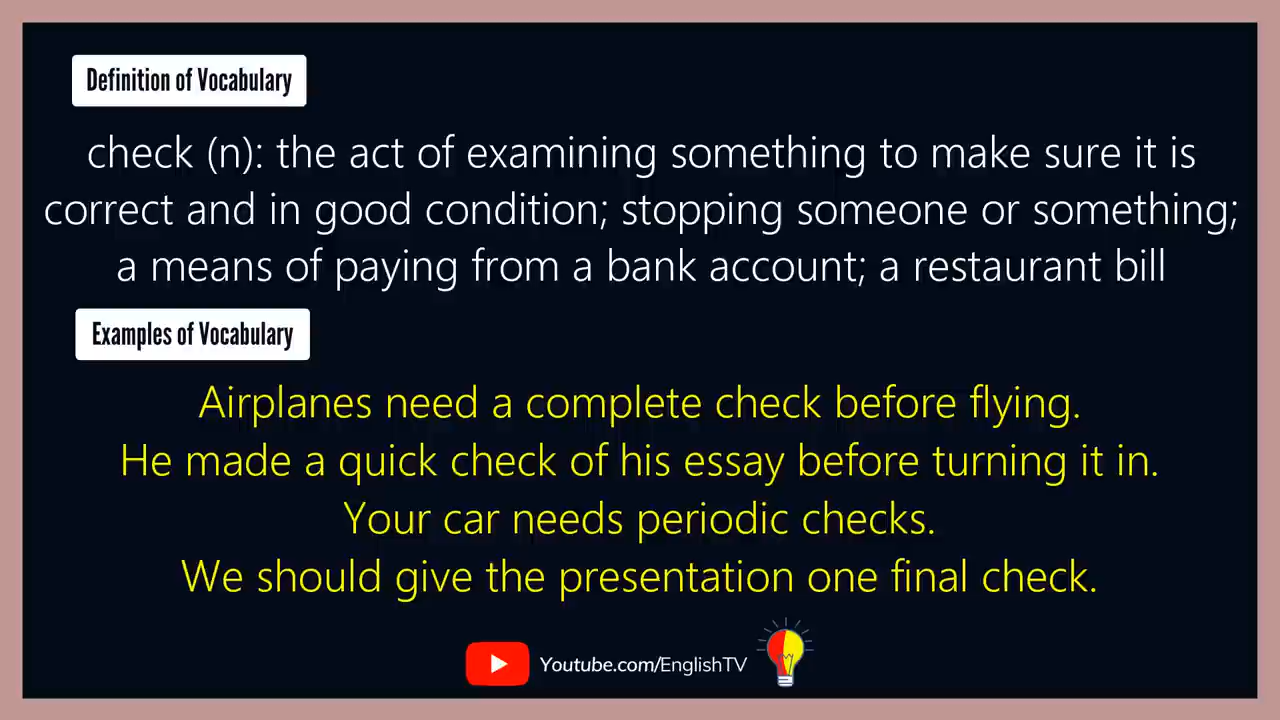 Definition of Vocabulary
check (n): the act of examining something to make sure it is
correct and in good condition; stopping someone or something;
a means of paying from a bank account; a restaurant bill
Examples of Vocabulary
Airplanes need a complete check before flying.
He made a quick check of his essay before turning it in.
Your car needs periodic checks.
We should give the presentation one final check.
Youtube.com/EnglishTV